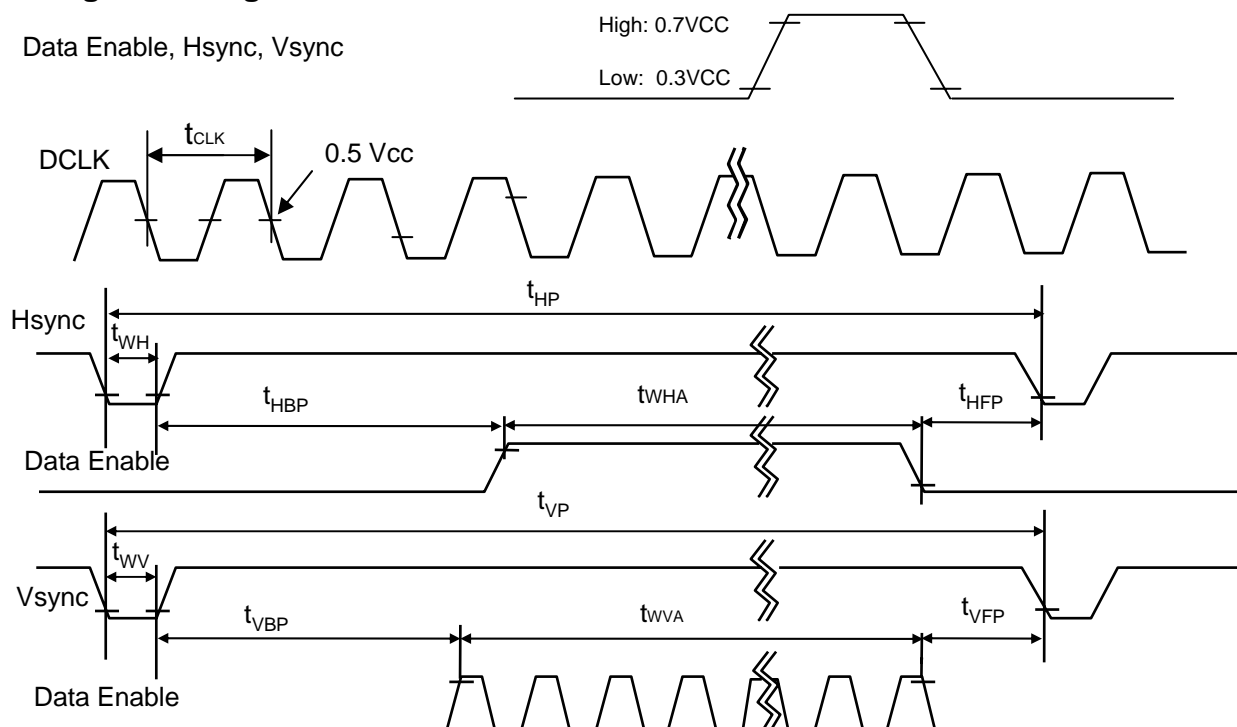 Data Enable, Hsync, Vsync
High: 0.7VCC
Low: 0.3VCC
tCLK
DCLK
0.5 Vcc
tHP
Hsync
tWH
tHBP
tWHA
tHFP
Data Enable
tVP
tWV
Vsync
tVBP
tWVA
tVFP
Data Enable